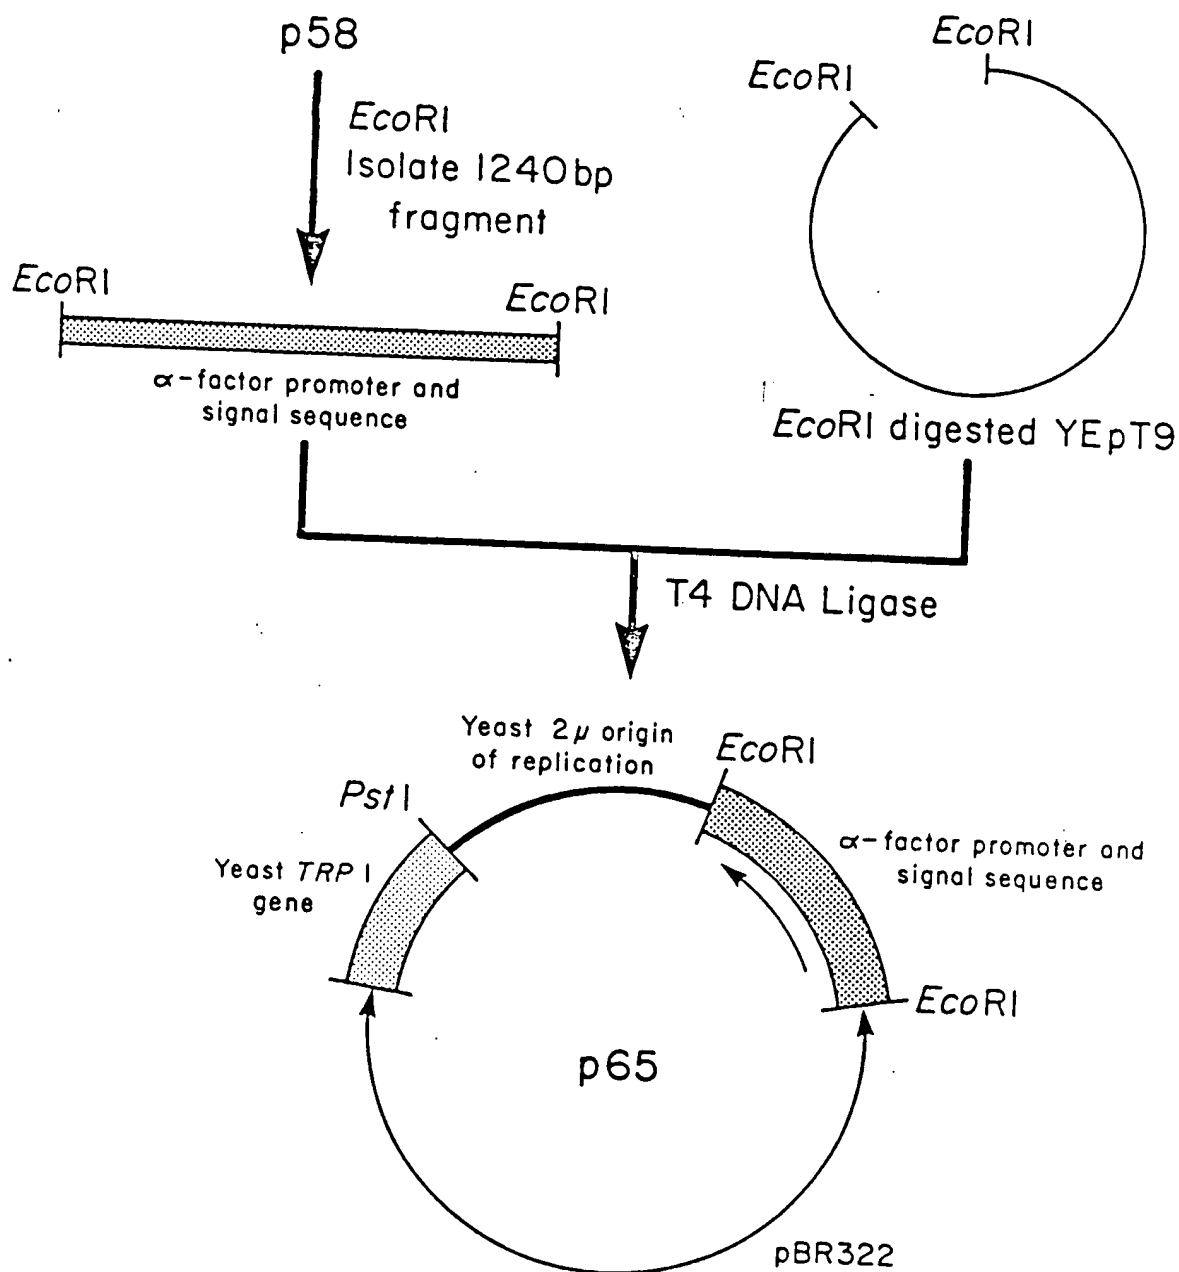 p58
EcoRI
Isolate 1240bp
fragment
EcoRI
EcoRI
α-factor promoter and
signal sequence
EcoRI
EcoRI
EcoRI digested YEpT9
T4 DNA Ligase
Yeast 2μ origin
of replication
EcoRI
PstI
Yeast TRP1
gene
α-factor promoter and
signal sequence
EcoRI
p65
pBR322